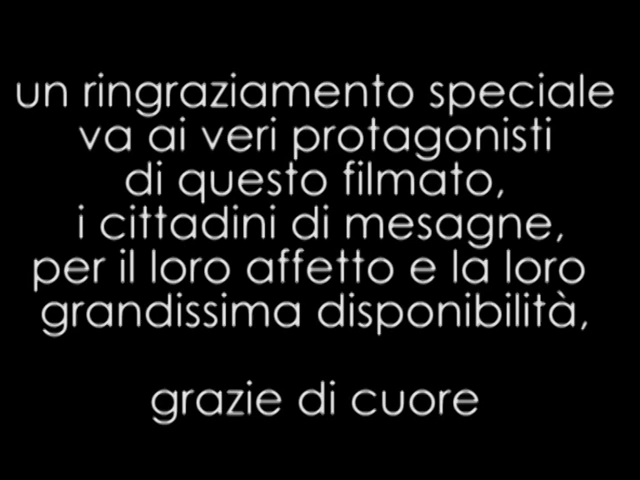 un ringraziamento speciale
va ai veri protagonisti
di questo filmato,
i cittadini di mesagne,
per il loro affetto e la loro
grandissima disponibilità,
grazie di cuore